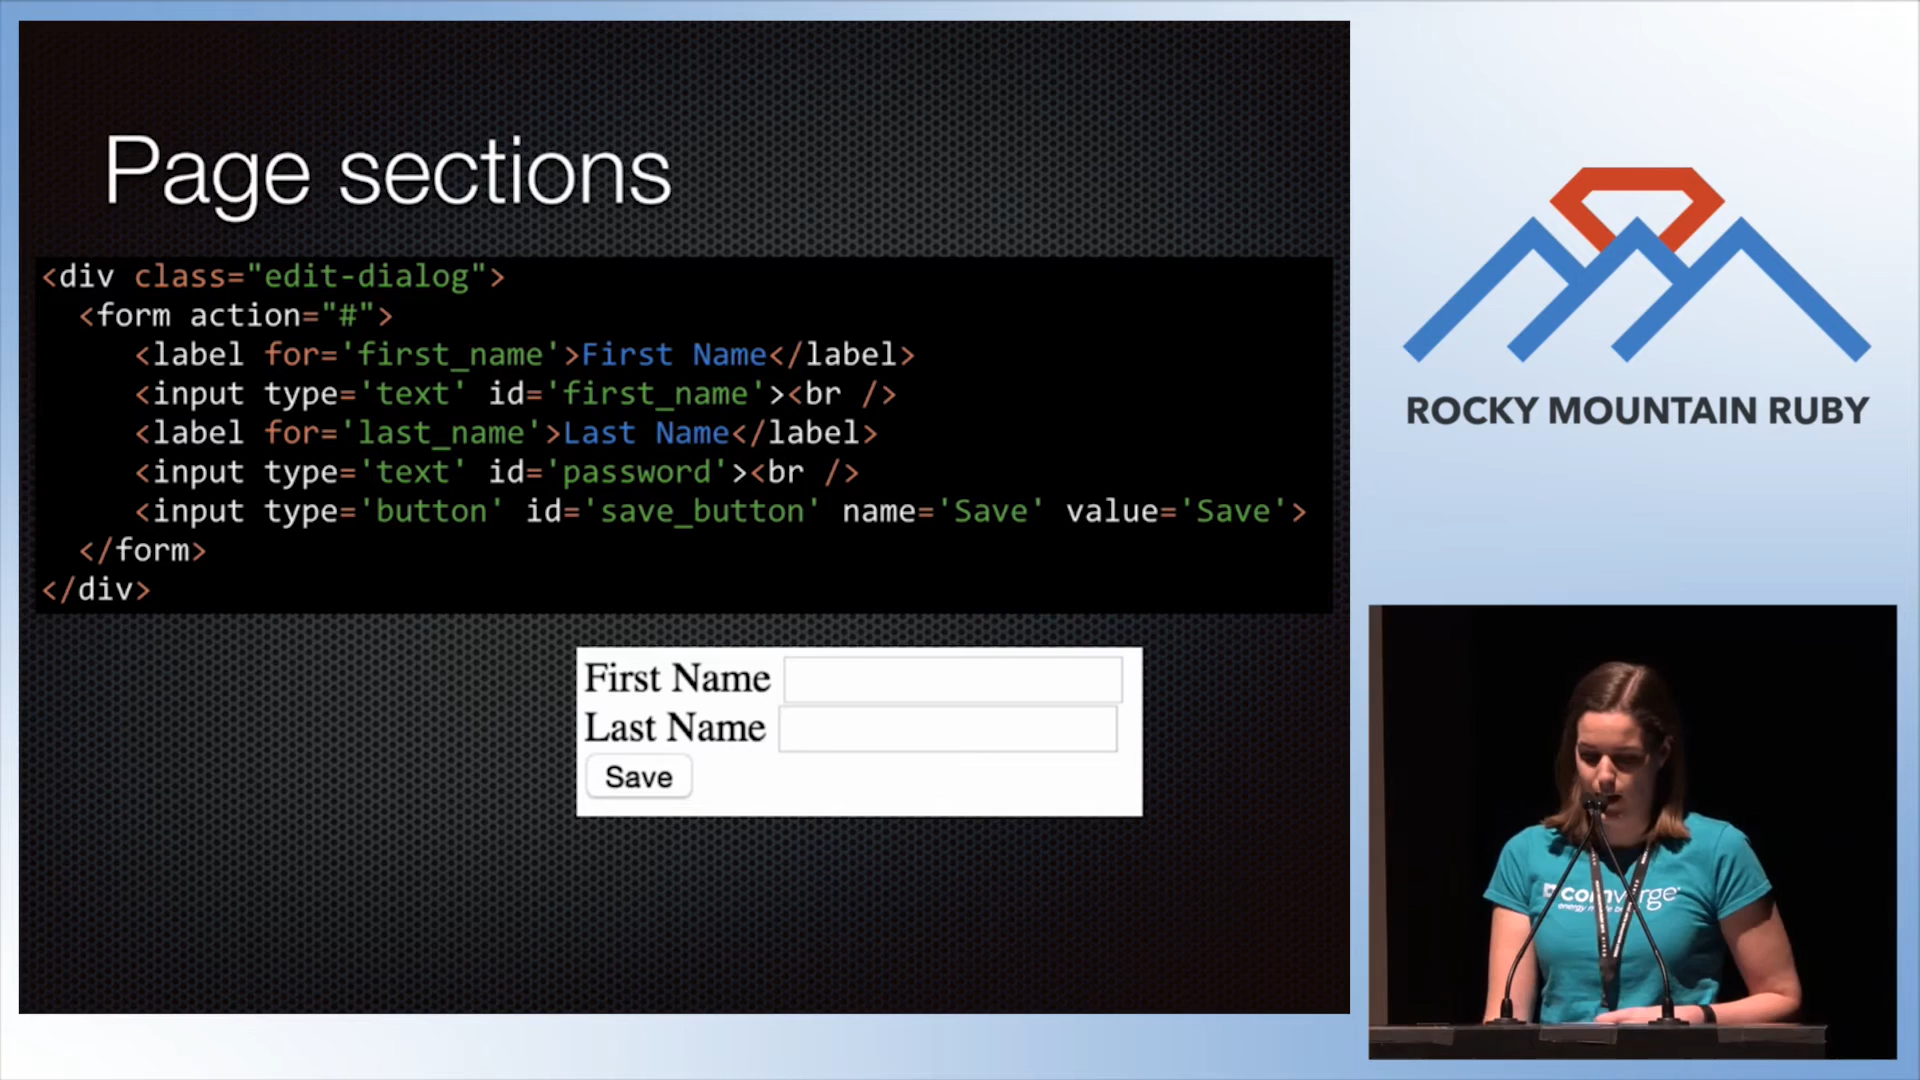 Page sections
<div class="edit-dialog">
<form action="#">
<label for='first_name'>First Name</label>
<input type='text' id='first_name'><br />
<label for='last_name'>Last Name</label>
<input type='text' id='password'><br />
<input type='button' id='save_button' name='Save' value='Save'>
</form>
</div>
First Name
Last Name
Save
ROCKY MOUNTAIN RUBY
comverge